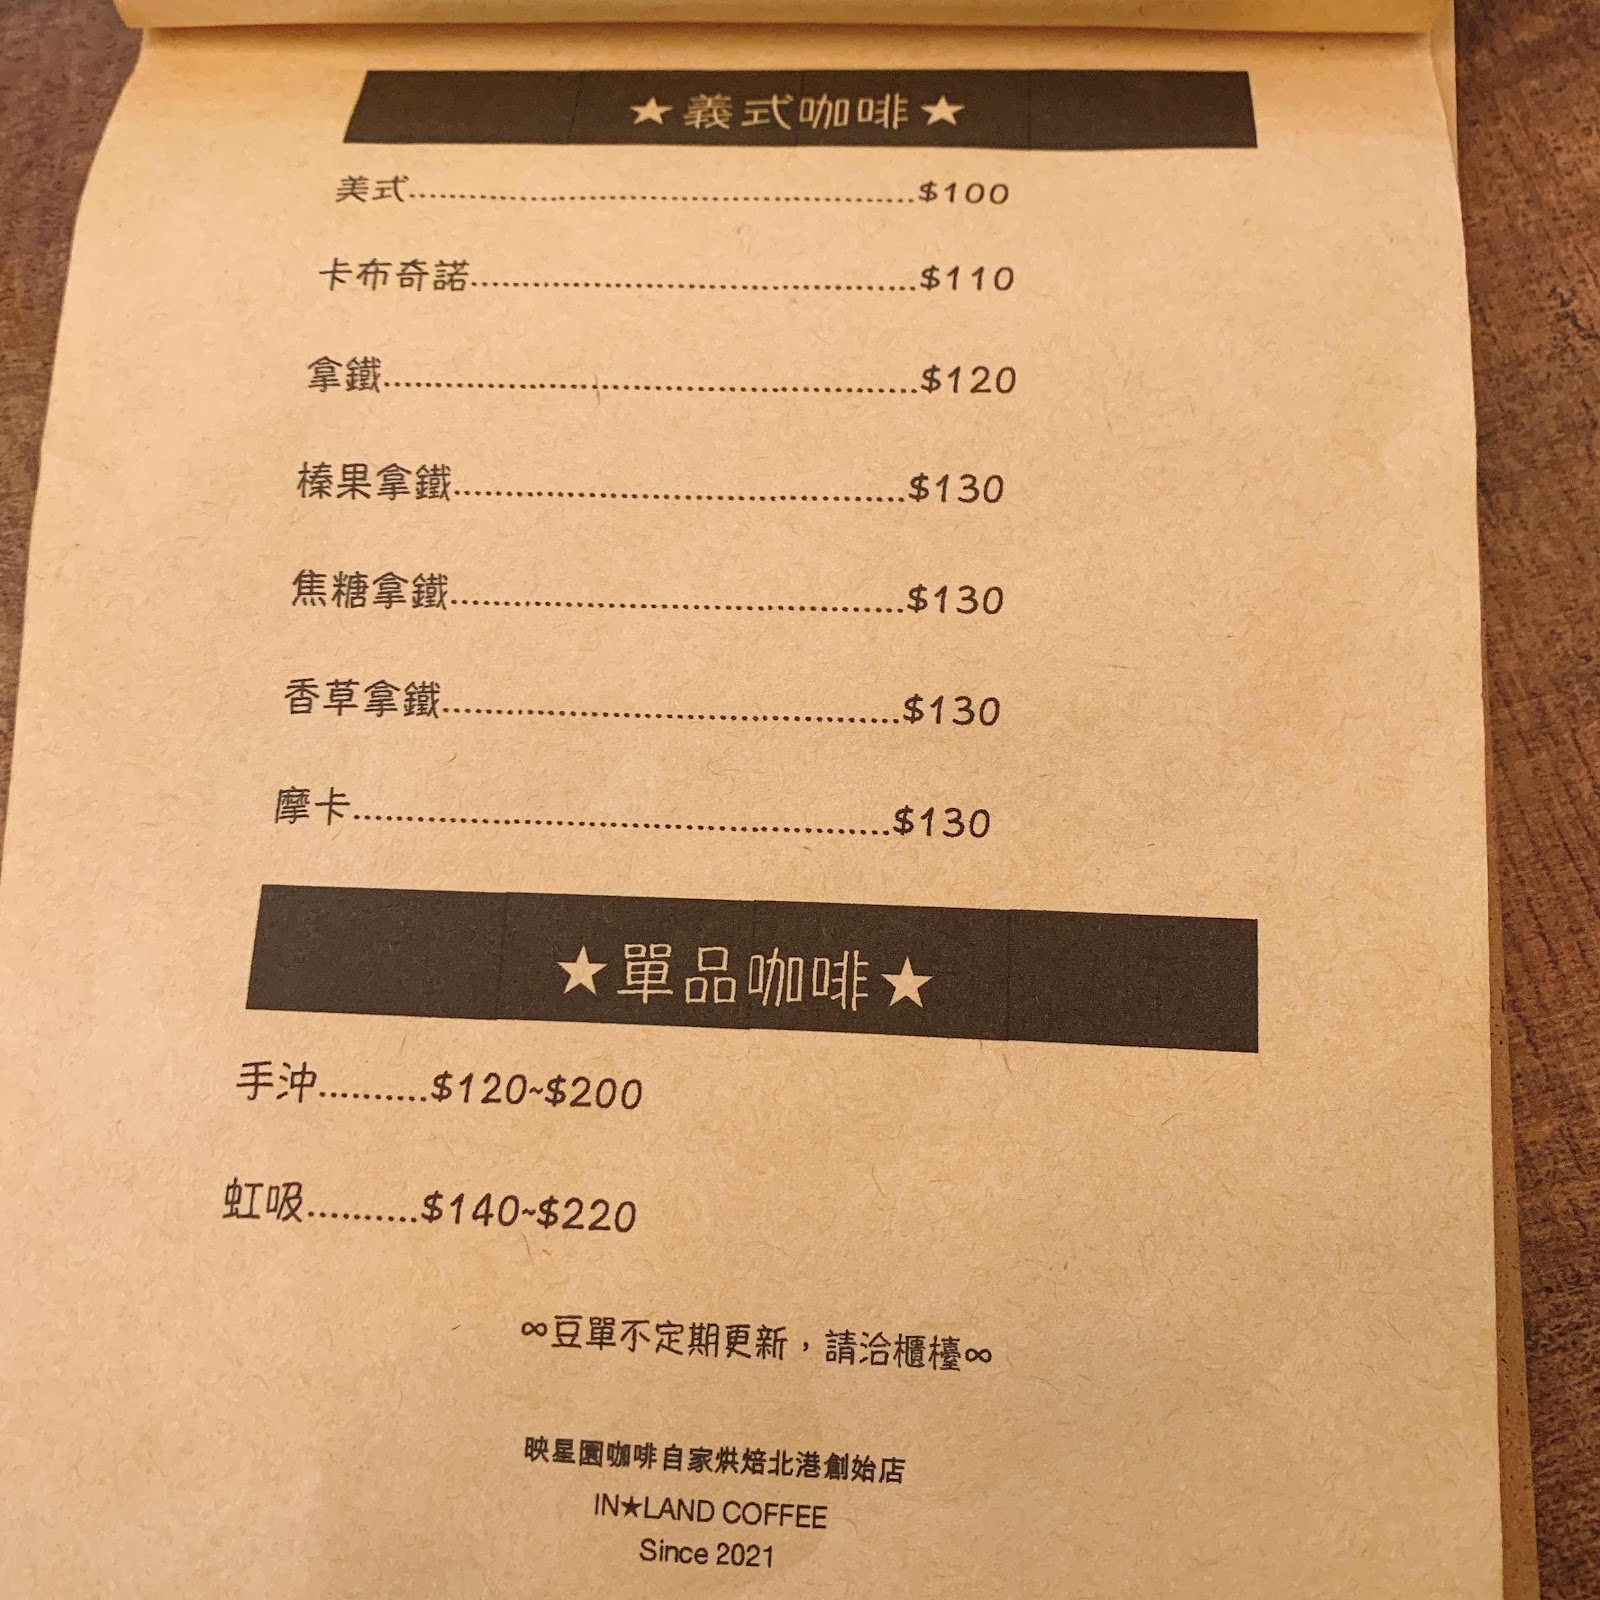 ★義式咖啡★
美式..................................................$100
卡布奇諾............................................$110
拿鐵.....................................................$120
榛果拿鐵.............................................$130
焦糖拿鐵.............................................$130
香草拿鐵.............................................$130
摩卡.....................................................$130
★單品咖啡★
手沖..........$120~$200
虹吸..........$140~$220
∞豆單不定期更新，請洽櫃檯∞
映星園咖啡自家烘焙北港創始店
IN★LAND COFFEE
Since 2021